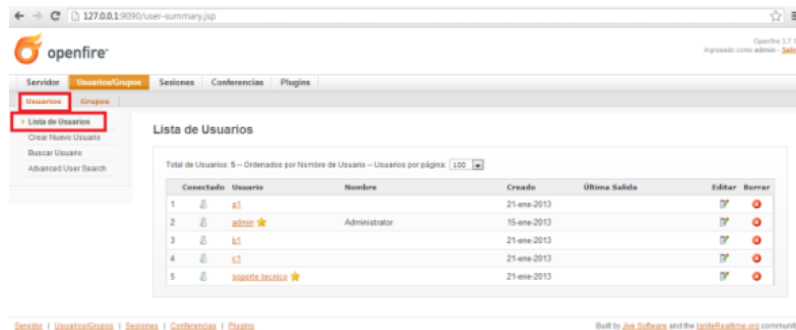 127.0.0.1:9090/user-summary.jsp
openfire
Openfire 3.7.1
Ingresado como admin - Salir
Servidor Usuarios/Grupos Sesiones Conferencias Plugins
Usuarios Grupos
Lista de Usuarios
Crear Nuevo Usuario
Buscar Usuario
Advanced User Search
Lista de Usuarios
Total de Usuarios: 5 -- Ordenados por Nombre de Usuario -- Usuarios por página: 100
Conectado Usuario Nombre Creado Última Salida Editar Borrar
1 a1 21-ene-2013
2 admin Administrator 15-ene-2013
3 b1 21-ene-2013
4 c1 21-ene-2013
5 soporte tecnico 21-ene-2013
Servidor | Usuarios/Grupos | Sesiones | Conferencias | Plugins
Built by Jive Software and the IgniteRealtime.org communit